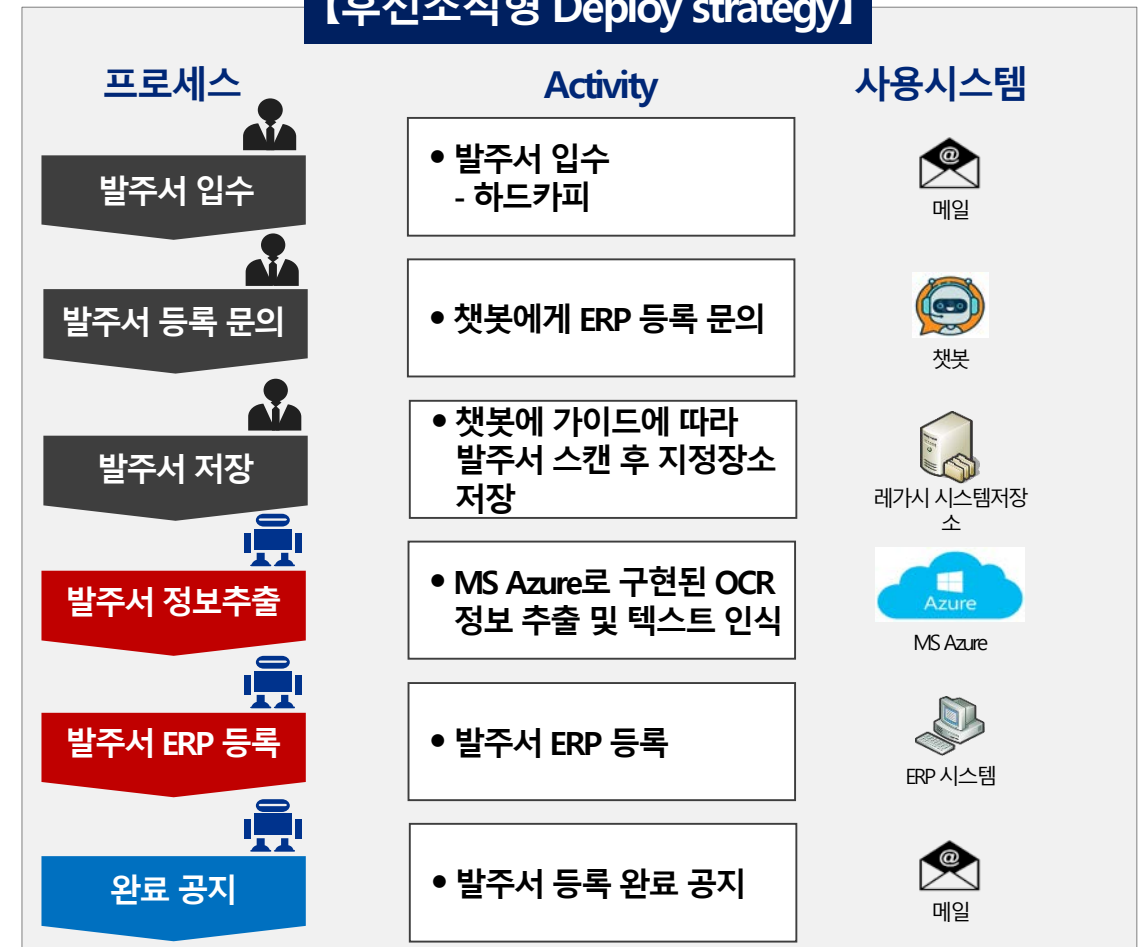 【우선조직형 Deploy strategy】
프로세스
Activity
사용시스템
발주서 입수
• 발주서 입수
- 하드카피
@
메일
발주서 등록 문의
• 챗봇에게 ERP 등록 문의
챗봇
발주서 저장
• 챗봇에 가이드에 따라
발주서 스캔 후 지정장소
저장
레가시 시스템저장
소
발주서 정보추출
• MS Azure로 구현된 OCR
정보 추출 및 텍스트 인식
Azure
MS Azure
발주서 ERP 등록
• 발주서 ERP 등록
ERP 시스템
완료 공지
• 발주서 등록 완료 공지
@
메일